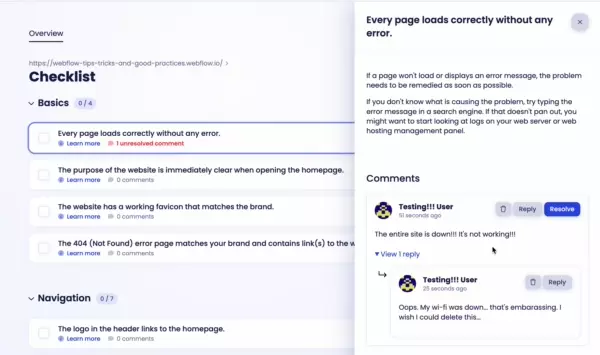 Overview
https://webflow-tips-tricks-and-good-practices.webflow.io/ >
Checklist
Basics 0 / 4
Every page loads correctly without any error.
Learn more 1 unresolved comment
The purpose of the website is immediately clear when opening the homepage.
Learn more 0 comments
The website has a working favicon that matches the brand.
Learn more 0 comments
The 404 (Not Found) error page matches your brand and contains link(s) to the w
Learn more 0 comments
Navigation 0 / 7
The logo in the header links to the homepage.
Learn more 0 comments
Every page loads correctly without any
error.
If a page won't load or displays an error message, the problem
needs to be remedied as soon as possible.
If you don't know what is causing the problem, try typing the
error message in a search engine. If that doesn't pan out, you
might want to start looking at logs on your web server or web
hosting management panel.
Comments
Testing!!! User
51 seconds ago
Reply Resolve
The entire site is down!!! It's not working!!!
View 1 reply
Testing!!! User
25 seconds ago
Reply
Oops. My wi-fi was down... that's embarassing. I
wish I could delete this...